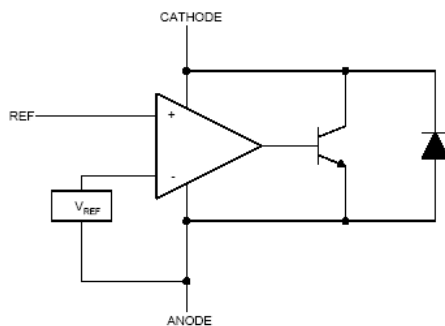 CATHODE
REF
+
-
VREF
ANODE